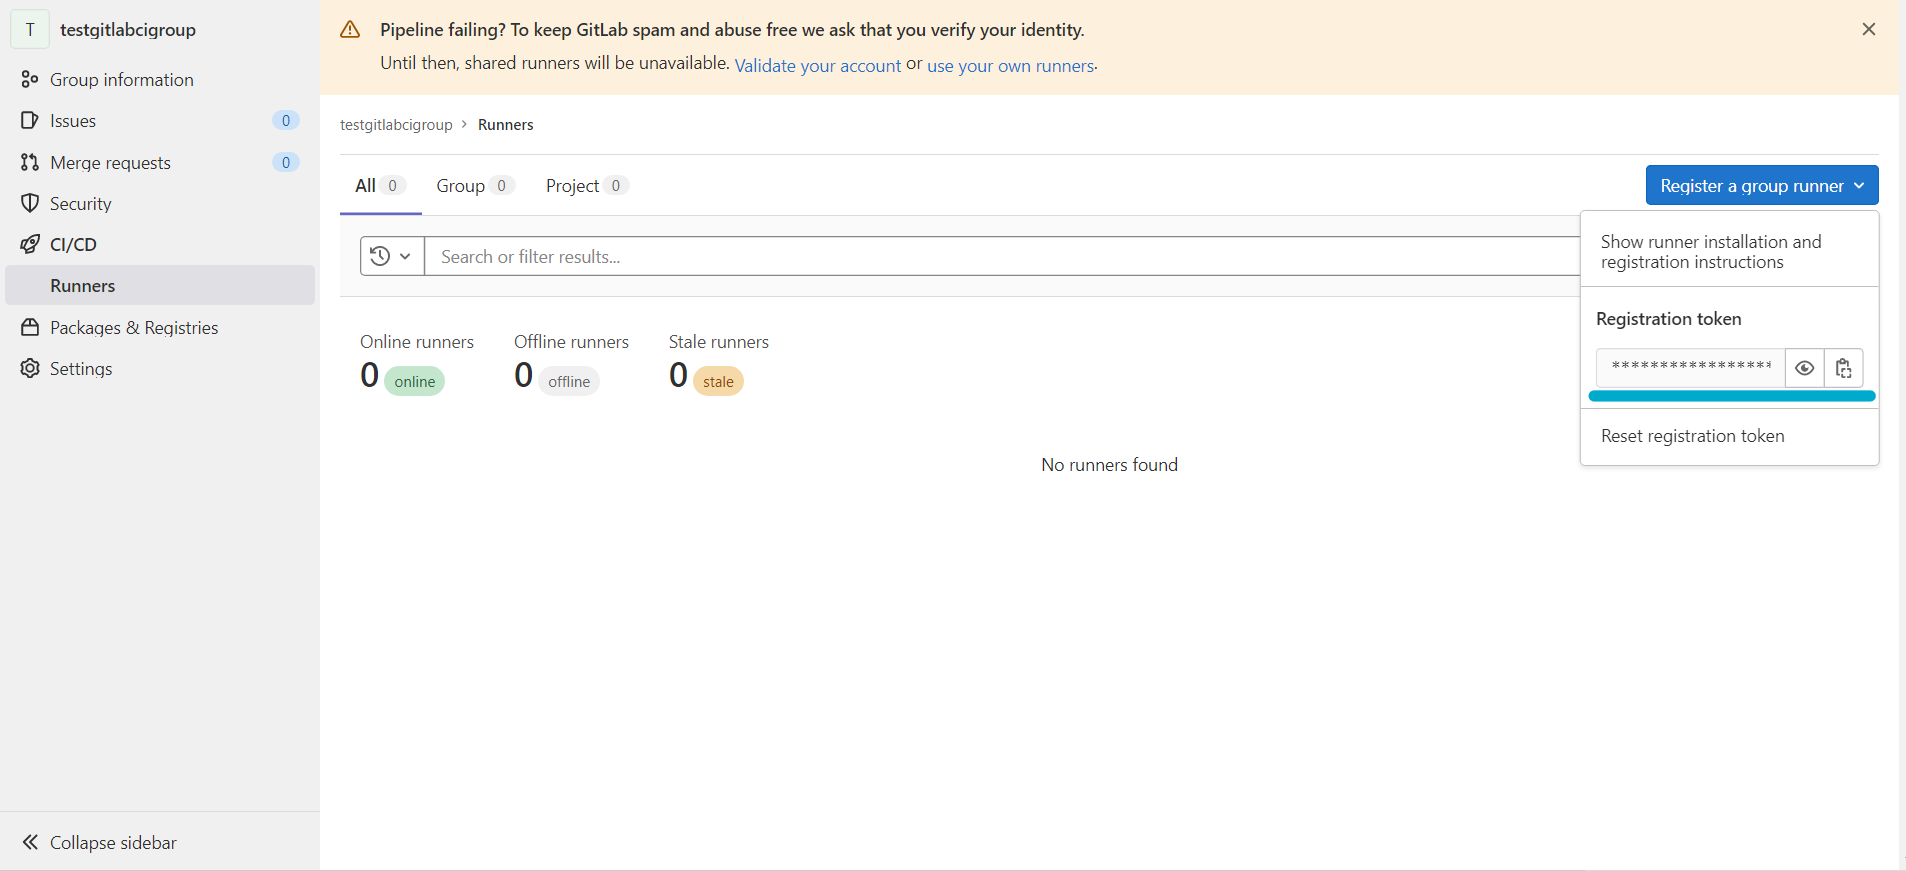 T testgitlabcigroup
Group information
Issues 0
Merge requests 0
Security
CI/CD
Runners
Packages & Registries
Settings
Collapse sidebar
Pipeline failing? To keep GitLab spam and abuse free we ask that you verify your identity.
Until then, shared runners will be unavailable. Validate your account or use your own runners.
testgitlabcigroup › Runners
All 0 Group 0 Project 0
Register a group runner
Search or filter results...
Show runner installation and
registration instructions
Registration token
*****************
Reset registration token
Online runners Offline runners Stale runners
0 online 0 offline 0 stale
No runners found